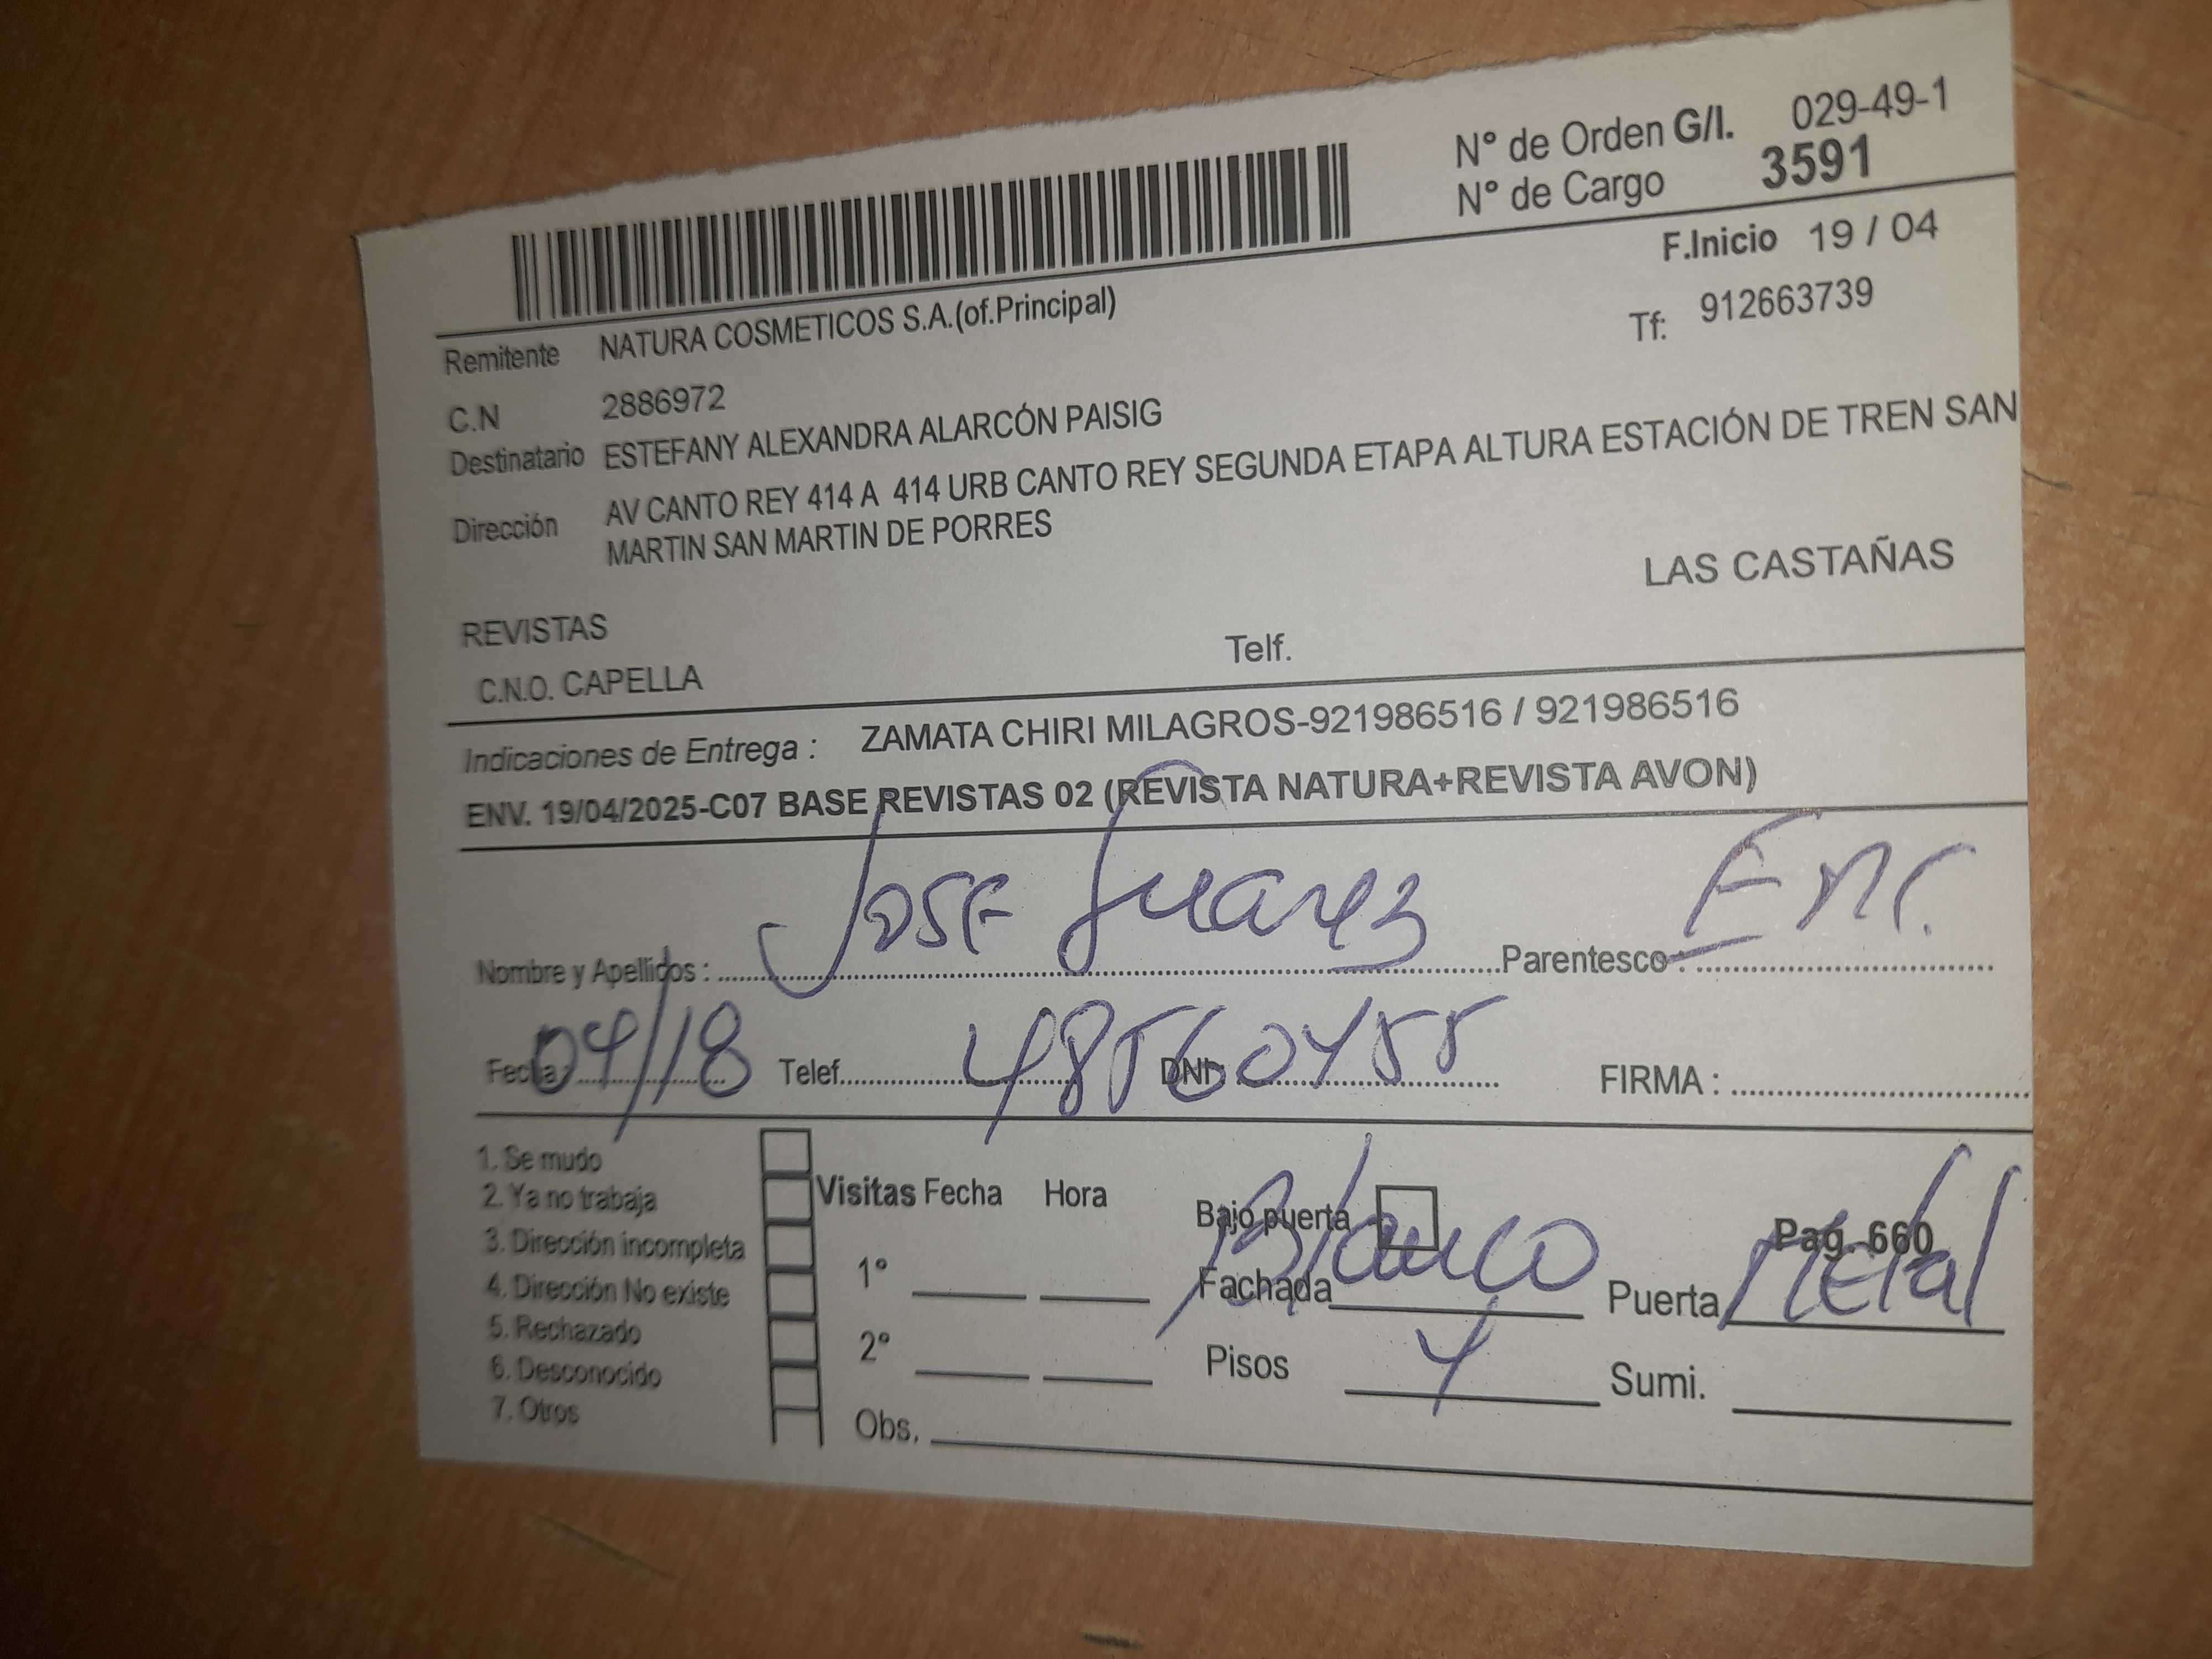 N° de Orden G/I. 029-49-1
N° de Cargo 3591
F.Inicio 19 / 04
Remitente NATURA COSMETICOS S.A.(of.Principal)
Tf: 912663739
C.N 2886972
Destinatario ESTEFANY ALEXANDRA ALARCÓN PAISIG
Dirección AV CANTO REY 414 A 414 URB CANTO REY SEGUNDA ETAPA ALTURA ESTACIÓN DE TREN SAN
MARTIN SAN MARTIN DE PORRES
LAS CASTAÑAS
REVISTAS
C.N.O. CAPELLA Telf.
Indicaciones de Entrega : ZAMATA CHIRI MILAGROS-921986516 / 921986516
ENV. 19/04/2025-C07 BASE REVISTAS 02 (REVISTA NATURA+REVISTA AVON)
Nombre y Apellidos : Jose Juarez Parentesco : Enc.
Fecha : 04/18 Telef. DNI: 48560455 FIRMA :
1. Se mudo
2. Ya no trabaja
3. Dirección incompleta
4. Dirección No existe
5. Rechazado
6. Desconocido
7. Otros
Visitas Fecha Hora
1°
2°
Obs.
Bajo puerta
Pag. 660
Fachada Blanco Puerta Metal
Pisos 4 Sumi.